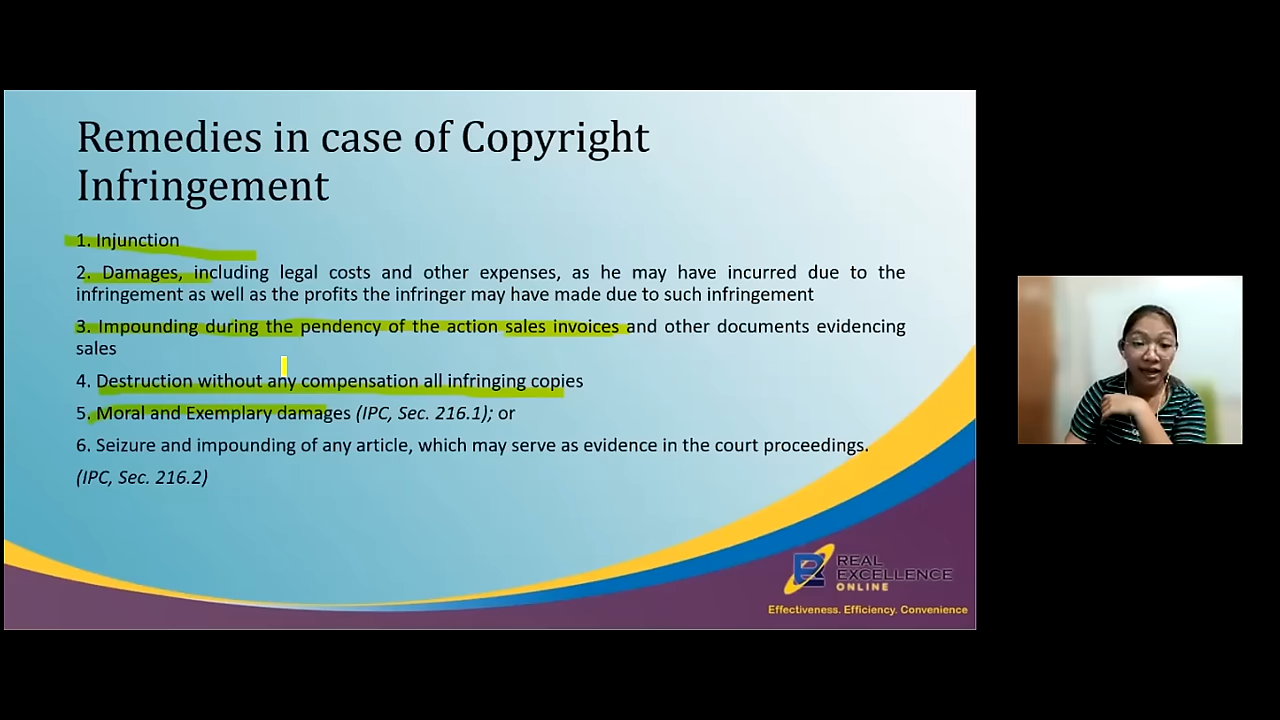 Remedies in case of Copyright
Infringement
1. Injunction
2. Damages, including legal costs and other expenses, as he may have incurred due to the
infringement as well as the profits the infringer may have made due to such infringement
3. Impounding during the pendency of the action sales invoices and other documents evidencing
sales
4. Destruction without any compensation all infringing copies
5. Moral and Exemplary damages (IPC, Sec. 216.1); or
6. Seizure and impounding of any article, which may serve as evidence in the court proceedings.
(IPC, Sec. 216.2)
REAL
EXCELLENCE
ONLINE
Effectiveness. Efficiency. Convenience